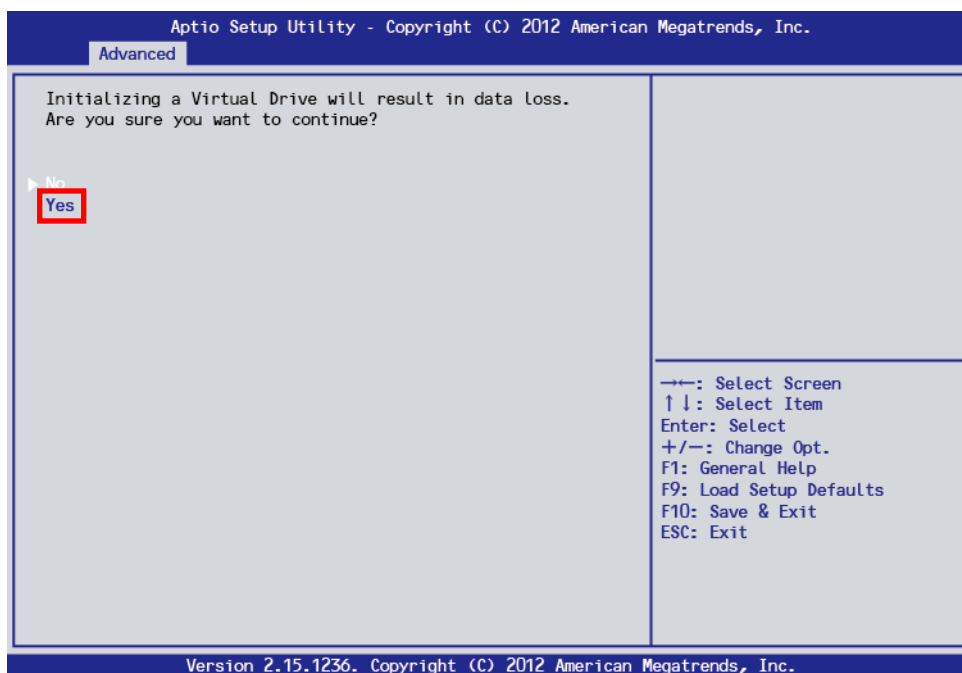 Aptio Setup Utility - Copyright (C) 2012 American Megatrends, Inc.
Advanced
Initializing a Virtual Drive will result in data loss.
Are you sure you want to continue?
▶ No
Yes
→←: Select Screen
↑↓: Select Item
Enter: Select
+/-: Change Opt.
F1: General Help
F9: Load Setup Defaults
F10: Save & Exit
ESC: Exit
Version 2.15.1236. Copyright (C) 2012 American Megatrends, Inc.